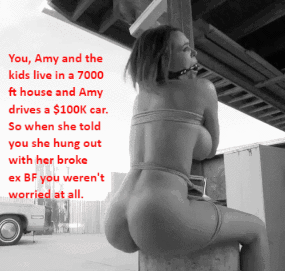 You, Amy and the
kids live in a 7000
ft house and Amy
drives a $100K car.
So when she told
you she hung out
with her broke
ex BF you weren't
worried at all.